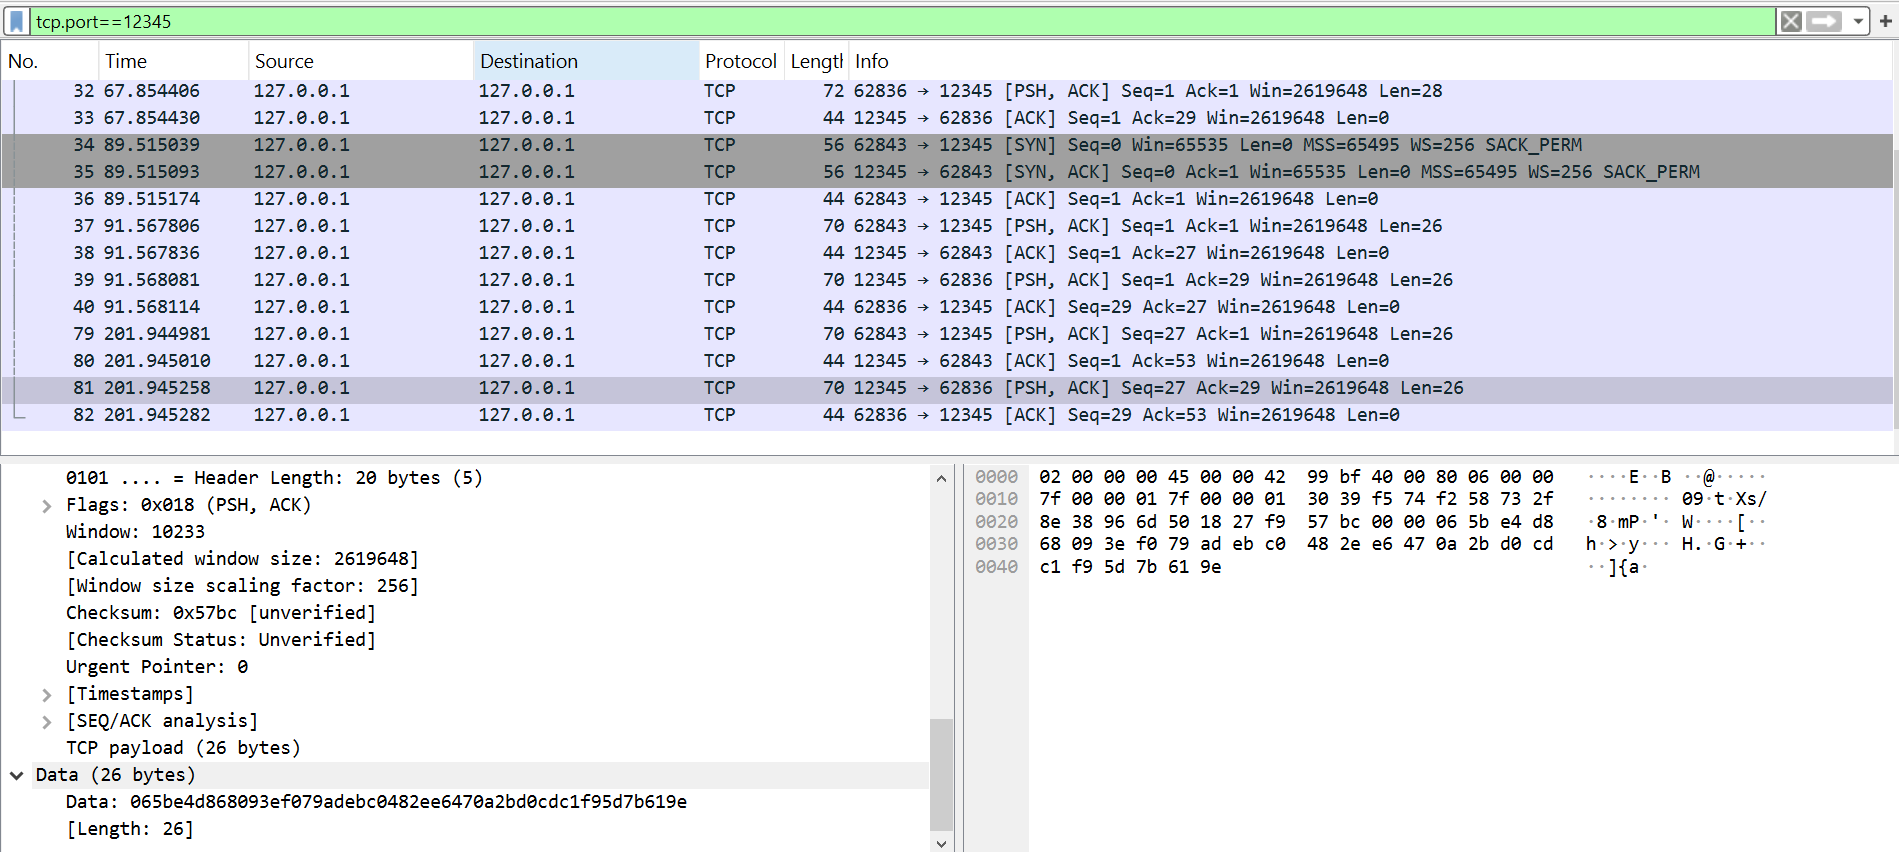 tcp.port==12345
No. Time Source Destination Protocol Lengtl Info
32 67.854406 127.0.0.1 127.0.0.1 TCP 72 62836 → 12345 [PSH, ACK] Seq=1 Ack=1 Win=2619648 Len=28
33 67.854430 127.0.0.1 127.0.0.1 TCP 44 12345 → 62836 [ACK] Seq=1 Ack=29 Win=2619648 Len=0
34 89.515039 127.0.0.1 127.0.0.1 TCP 56 62843 → 12345 [SYN] Seq=0 Win=65535 Len=0 MSS=65495 WS=256 SACK_PERM
35 89.515093 127.0.0.1 127.0.0.1 TCP 56 12345 → 62843 [SYN, ACK] Seq=0 Ack=1 Win=65535 Len=0 MSS=65495 WS=256 SACK_PERM
36 89.515174 127.0.0.1 127.0.0.1 TCP 44 62843 → 12345 [ACK] Seq=1 Ack=1 Win=2619648 Len=0
37 91.567806 127.0.0.1 127.0.0.1 TCP 70 62843 → 12345 [PSH, ACK] Seq=1 Ack=1 Win=2619648 Len=26
38 91.567836 127.0.0.1 127.0.0.1 TCP 44 12345 → 62843 [ACK] Seq=1 Ack=27 Win=2619648 Len=0
39 91.568081 127.0.0.1 127.0.0.1 TCP 70 12345 → 62836 [PSH, ACK] Seq=1 Ack=29 Win=2619648 Len=26
40 91.568114 127.0.0.1 127.0.0.1 TCP 44 62836 → 12345 [ACK] Seq=29 Ack=27 Win=2619648 Len=0
79 201.944981 127.0.0.1 127.0.0.1 TCP 70 62843 → 12345 [PSH, ACK] Seq=27 Ack=1 Win=2619648 Len=26
80 201.945010 127.0.0.1 127.0.0.1 TCP 44 12345 → 62843 [ACK] Seq=1 Ack=53 Win=2619648 Len=0
81 201.945258 127.0.0.1 127.0.0.1 TCP 70 12345 → 62836 [PSH, ACK] Seq=27 Ack=29 Win=2619648 Len=26
82 201.945282 127.0.0.1 127.0.0.1 TCP 44 62836 → 12345 [ACK] Seq=29 Ack=53 Win=2619648 Len=0
0101 .... = Header Length: 20 bytes (5)
Flags: 0x018 (PSH, ACK)
Window: 10233
[Calculated window size: 2619648]
[Window size scaling factor: 256]
Checksum: 0x57bc [unverified]
[Checksum Status: Unverified]
Urgent Pointer: 0
[Timestamps]
[SEQ/ACK analysis]
TCP payload (26 bytes)
Data (26 bytes)
Data: 065be4d868093ef079adebc0482ee6470a2bd0cdc1f95d7b619e
[Length: 26]
0000 02 00 00 00 45 00 00 42 99 bf 40 00 80 06 00 00 ····E··B ··@·····
0010 7f 00 00 01 7f 00 00 01 30 39 f5 74 f2 58 73 2f ········ 09·t·Xs/
0020 8e 38 96 6d 50 18 27 f9 57 bc 00 00 06 5b e4 d8 ·8·mP·'· W····[··
0030 68 09 3e f0 79 ad eb c0 48 2e e6 47 0a 2b d0 cd h·>·y··· H.·G·+··
0040 c1 f9 5d 7b 61 9e ··]{a·